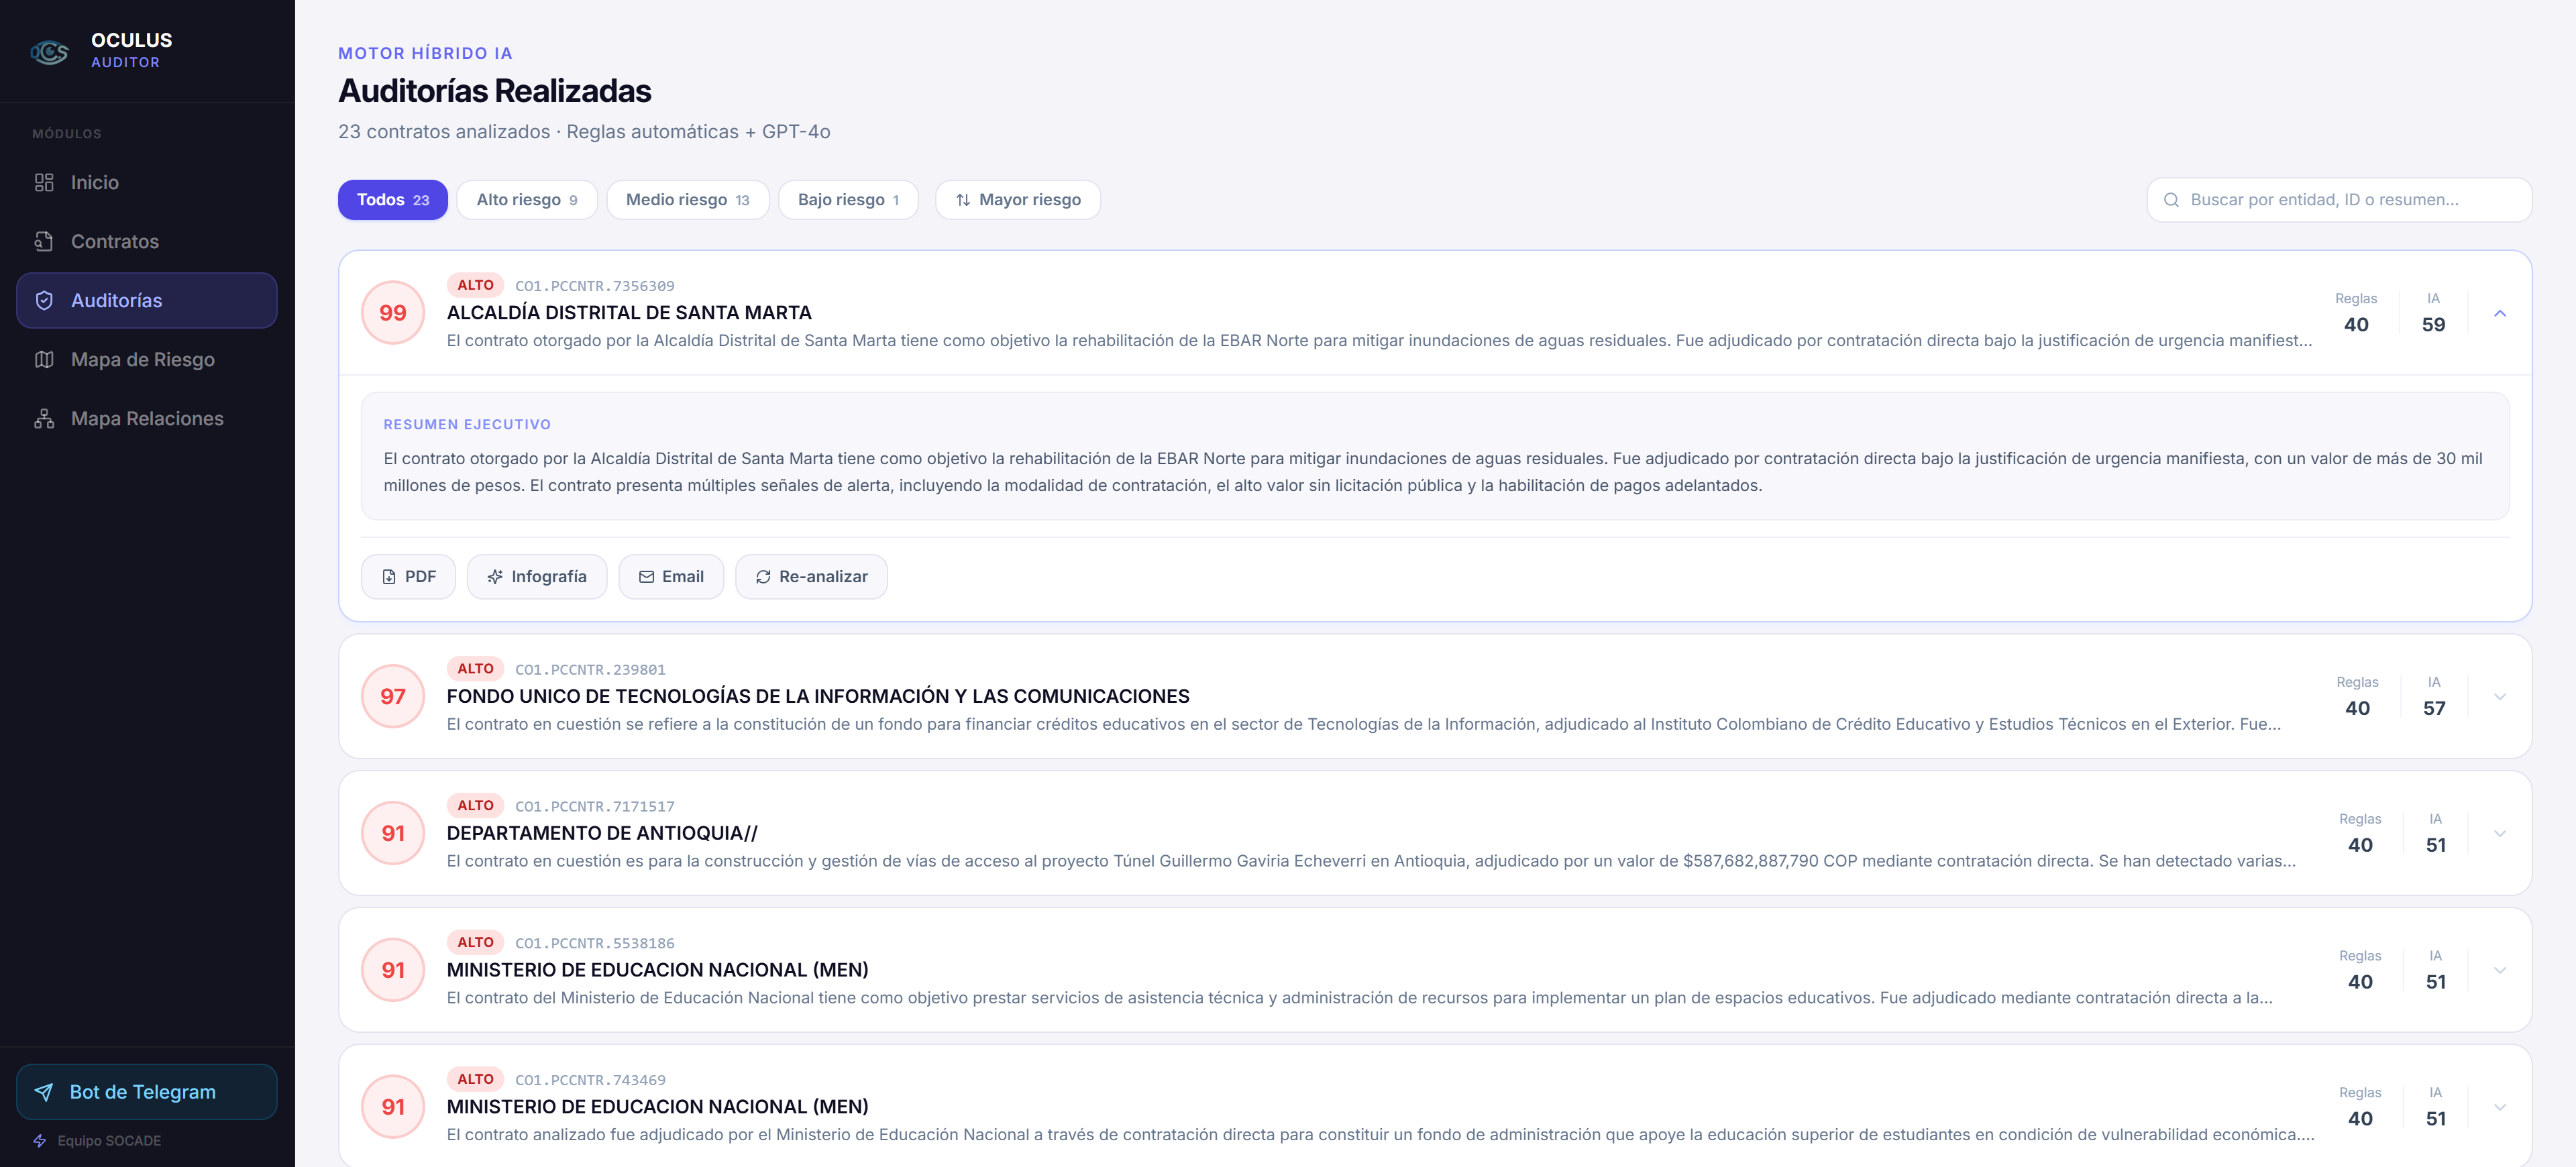 OCS
OCULUS
AUDITOR
MÓDULOS
Inicio
Contratos
Auditorías
Mapa de Riesgo
Mapa Relaciones
Bot de Telegram
Equipo SOCADE
MOTOR HÍBRIDO IA
Auditorías Realizadas
23 contratos analizados · Reglas automáticas + GPT-4o
Todos 23
Alto riesgo 9
Medio riesgo 13
Bajo riesgo 1
Mayor riesgo
Buscar por entidad, ID o resumen...
99
ALTO CO1.PCCNTR.7356309
ALCALDÍA DISTRITAL DE SANTA MARTA
El contrato otorgado por la Alcaldía Distrital de Santa Marta tiene como objetivo la rehabilitación de la EBAR Norte para mitigar inundaciones de aguas residuales. Fue adjudicado por contratación directa bajo la justificación de urgencia manifiest...
Reglas 40
IA 59
RESUMEN EJECUTIVO
El contrato otorgado por la Alcaldía Distrital de Santa Marta tiene como objetivo la rehabilitación de la EBAR Norte para mitigar inundaciones de aguas residuales. Fue adjudicado por contratación directa bajo la justificación de urgencia manifiesta, con un valor de más de 30 mil
millones de pesos. El contrato presenta múltiples señales de alerta, incluyendo la modalidad de contratación, el alto valor sin licitación pública y la habilitación de pagos adelantados.
PDF
Infografía
Email
Re-analizar
97
ALTO CO1.PCCNTR.239801
FONDO UNICO DE TECNOLOGÍAS DE LA INFORMACIÓN Y LAS COMUNICACIONES
El contrato en cuestión se refiere a la constitución de un fondo para financiar créditos educativos en el sector de Tecnologías de la Información, adjudicado al Instituto Colombiano de Crédito Educativo y Estudios Técnicos en el Exterior. Fue...
Reglas 40
IA 57
91
ALTO CO1.PCCNTR.7171517
DEPARTAMENTO DE ANTIOQUIA//
El contrato en cuestión es para la construcción y gestión de vías de acceso al proyecto Túnel Guillermo Gaviria Echeverri en Antioquia, adjudicado por un valor de $587,682,887,790 COP mediante contratación directa. Se han detectado varias...
Reglas 40
IA 51
91
ALTO CO1.PCCNTR.5538186
MINISTERIO DE EDUCACION NACIONAL (MEN)
El contrato del Ministerio de Educación Nacional tiene como objetivo prestar servicios de asistencia técnica y administración de recursos para implementar un plan de espacios educativos. Fue adjudicado mediante contratación directa a la...
Reglas 40
IA 51
91
ALTO CO1.PCCNTR.743469
MINISTERIO DE EDUCACION NACIONAL (MEN)
El contrato analizado fue adjudicado por el Ministerio de Educación Nacional a través de contratación directa para constituir un fondo de administración que apoye la educación superior de estudiantes en condición de vulnerabilidad económica....
Reglas 40
IA 51